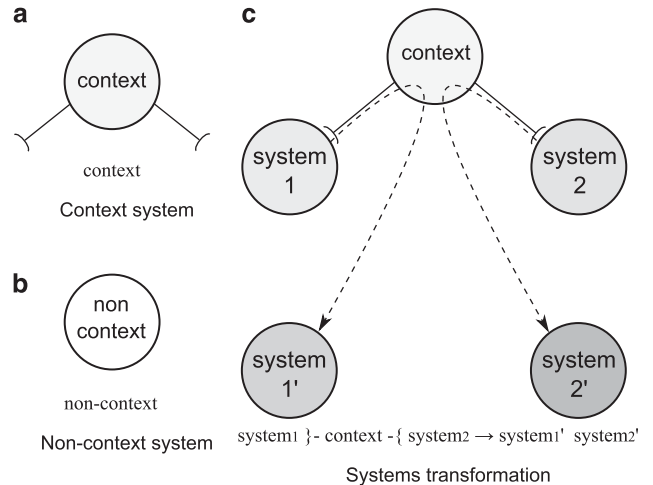 a
context
context
Context system
b
non
context
non-context
Non-context system
c
context
system
1
system
2
system
1'
system
2'
system1 }- context -{ system2 → system1' system2'
Systems transformation